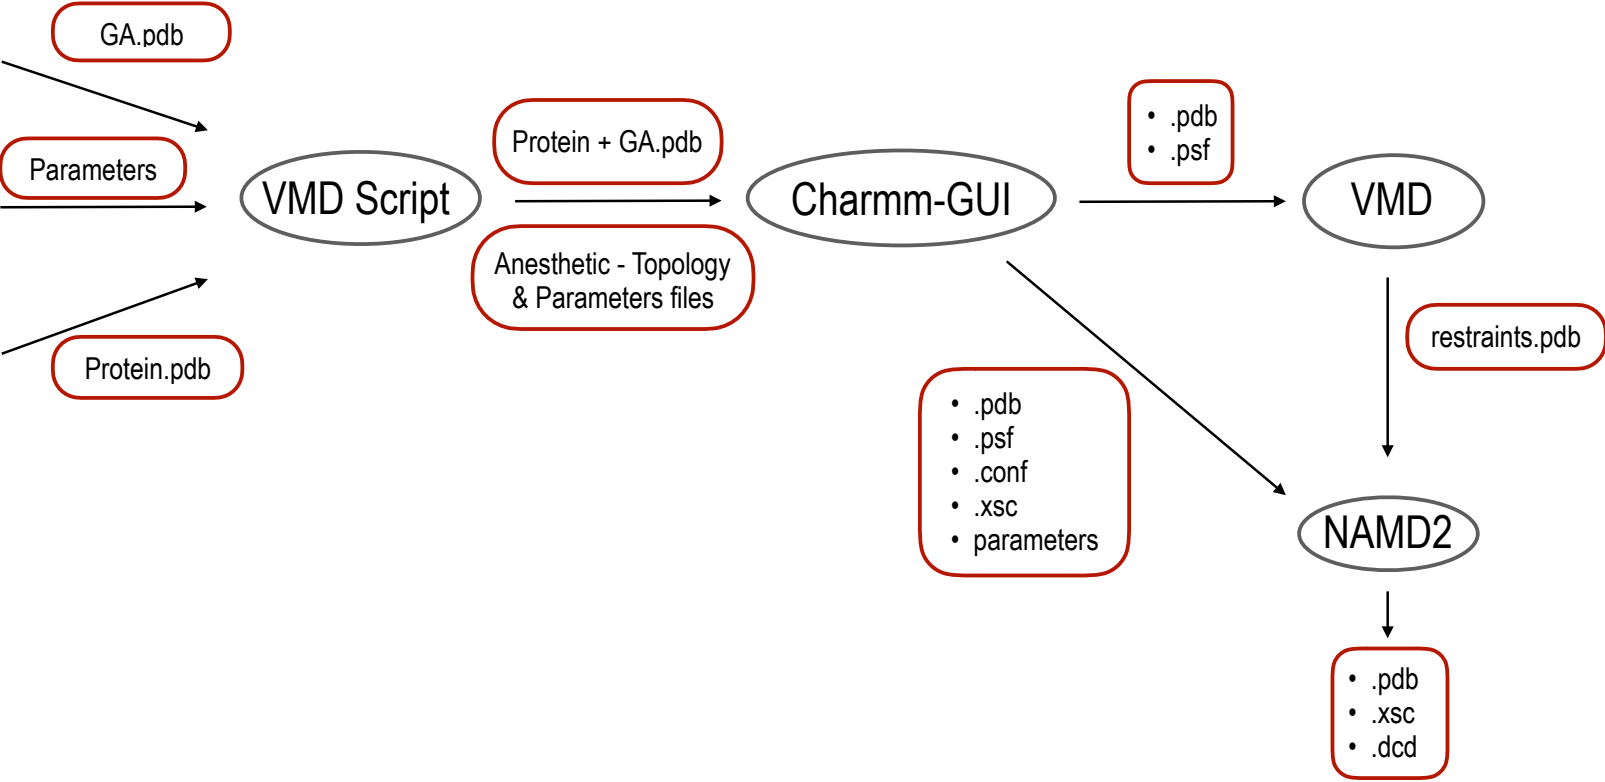 GA.pdb
Parameters
Protein.pdb
VMD Script
Protein + GA.pdb
Anesthetic - Topology
& Parameters files
Charmm-GUI
• .pdb
• .psf
VMD
restraints.pdb
• .pdb
• .psf
• .conf
• .xsc
• parameters
NAMD2
• .pdb
• .xsc
• .dcd